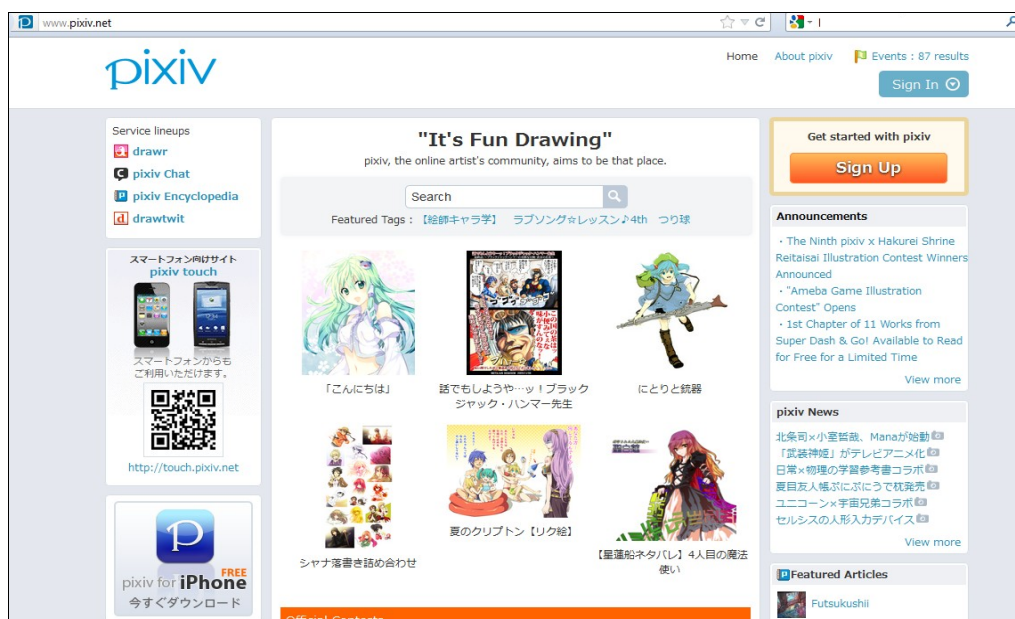 www.pixiv.net
pixiv
Home
About pixiv
Events : 87 results
Sign In
Service lineups
drawr
pixiv Chat
pixiv Encyclopedia
drawtwit
スマートフォン向けサイト
pixiv touch
スマートフォンからも
ご利用いただけます。
http://touch.pixiv.net
pixiv for iPhone
FREE
今すぐダウンロード
"It's Fun Drawing"
pixiv, the online artist's community, aims to be that place.
Search
Featured Tags : 【絵師キャラ学】 ラブソング☆レッスン♪4th つり球
「こんにちは」
話でもしようや…ッ！ブラック
ジャック・ハンマー先生
にとりと銃器
シャナ落書き詰め合わせ
夏のクリプトン【リク絵】
【星蓮船ネタバレ】4人目の魔法
使い
Official Contests
Get started with pixiv
Sign Up
Announcements
・The Ninth pixiv x Hakurei Shrine
Reitaisai Illustration Contest Winners
Announced
・"Ameba Game Illustration
Contest" Opens
・1st Chapter of 11 Works from
Super Dash & Go! Available to Read
for Free for a Limited Time
View more
pixiv News
北条司×小室哲哉、Manaが始動
「武装神姫」がテレビアニメ化
日常×物理の学習参考書コラボ
夏目友人帳ぷにぷにうで枕発売
ユニコーン×宇宙兄弟コラボ
セルシスの人形入力デバイス
View more
Featured Articles
Futsukushii